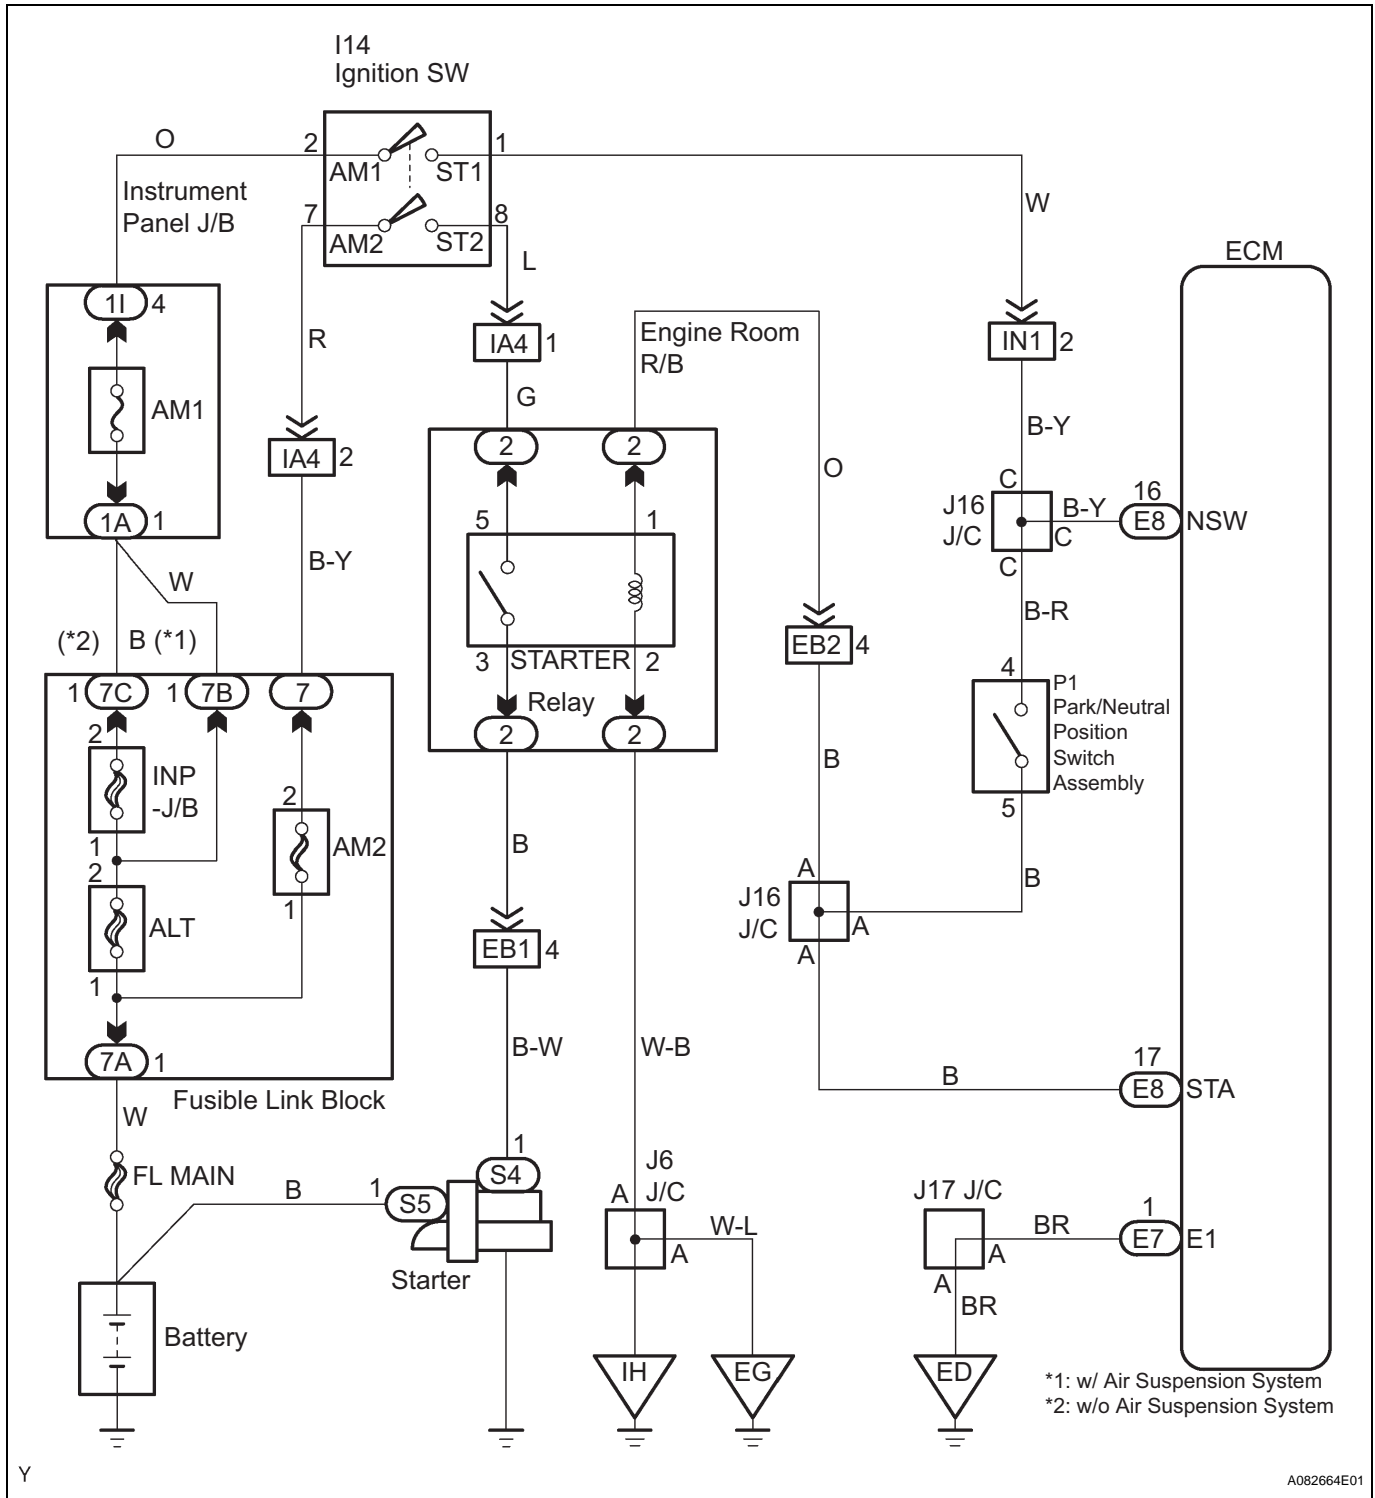 I14
Ignition SW
O
2
1
AM1
ST1
7
8
AM2
ST2
Instrument
Panel J/B
L
W
ECM
1I
4
R
IA4
1
Engine Room
R/B
IN1
2
AM1
G
B-Y
IA4
2
2
2
O
C
16
J16
J/C
B-Y
C
E8
NSW
1A
1
5
1
C
W
B-Y
B-R
(*2)
B (*1)
EB2
4
3
STARTER
2
Relay
4
P1
Park/Neutral
Position
Switch
Assembly
1
7C
1
7B
7
2
2
2
INP
-J/B
B
5
2
AM2
1
1
2
ALT
1
B
A
B
J16
J/C
A
A
EB1
4
7A
1
B-W
W-B
17
B
E8
STA
Fusible Link Block
W
1
S4
J6
J/C
FL MAIN
B
1
S5
A
W-L
A
J17 J/C
1
BR
E7
E1
A
A
BR
Starter
Battery
IH
EG
ED
*1: w/ Air Suspension System
*2: w/o Air Suspension System
Y
A082664E01